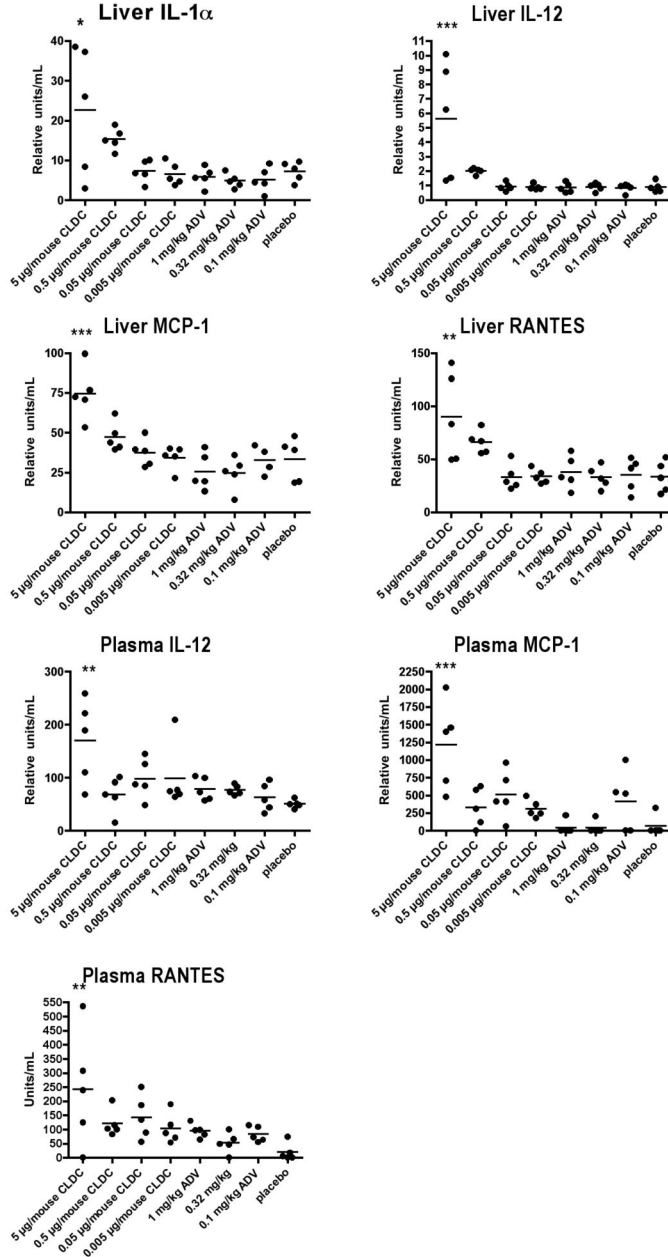 Liver IL-1α
*
Relative units/mL
40
30
20
10
0
5 µg/mouse CLDC
0.5 µg/mouse CLDC
0.05 µg/mouse CLDC
0.005 µg/mouse CLDC
1 mg/kg ADV
0.32 mg/kg ADV
0.1 mg/kg ADV
placebo
Liver IL-12
***
Relative units/mL
11
10
9
8
7
6
5
4
3
2
1
0
5 µg/mouse CLDC
0.5 µg/mouse CLDC
0.05 µg/mouse CLDC
0.005 µg/mouse CLDC
1 mg/kg ADV
0.32 mg/kg ADV
0.1 mg/kg ADV
placebo
Liver MCP-1
***
Relative units/mL
100
75
50
25
0
5 µg/mouse CLDC
0.5 µg/mouse CLDC
0.05 µg/mouse CLDC
0.005 µg/mouse CLDC
1 mg/kg ADV
0.32 mg/kg ADV
0.1 mg/kg ADV
placebo
Liver RANTES
**
Relative units/mL
150
100
50
0
5 µg/mouse CLDC
0.5 µg/mouse CLDC
0.05 µg/mouse CLDC
0.005 µg/mouse CLDC
1 mg/kg ADV
0.32 mg/kg ADV
0.1 mg/kg ADV
placebo
Plasma IL-12
**
Relative units/mL
300
200
100
0
5 µg/mouse CLDC
0.5 µg/mouse CLDC
0.05 µg/mouse CLDC
0.005 µg/mouse CLDC
1 mg/kg ADV
0.32 mg/kg
0.1 mg/kg ADV
placebo
Plasma MCP-1
***
Relative units/mL
2250
2000
1750
1500
1250
1000
750
500
250
0
5 µg/mouse CLDC
0.5 µg/mouse CLDC
0.05 µg/mouse CLDC
0.005 µg/mouse CLDC
1 mg/kg ADV
0.32 mg/kg
0.1 mg/kg ADV
placebo
Plasma RANTES
**
Units/mL
550
500
450
400
350
300
250
200
150
100
50
0
5 µg/mouse CLDC
0.5 µg/mouse CLDC
0.05 µg/mouse CLDC
0.005 µg/mouse CLDC
1 mg/kg ADV
0.32 mg/kg
0.1 mg/kg ADV
placebo